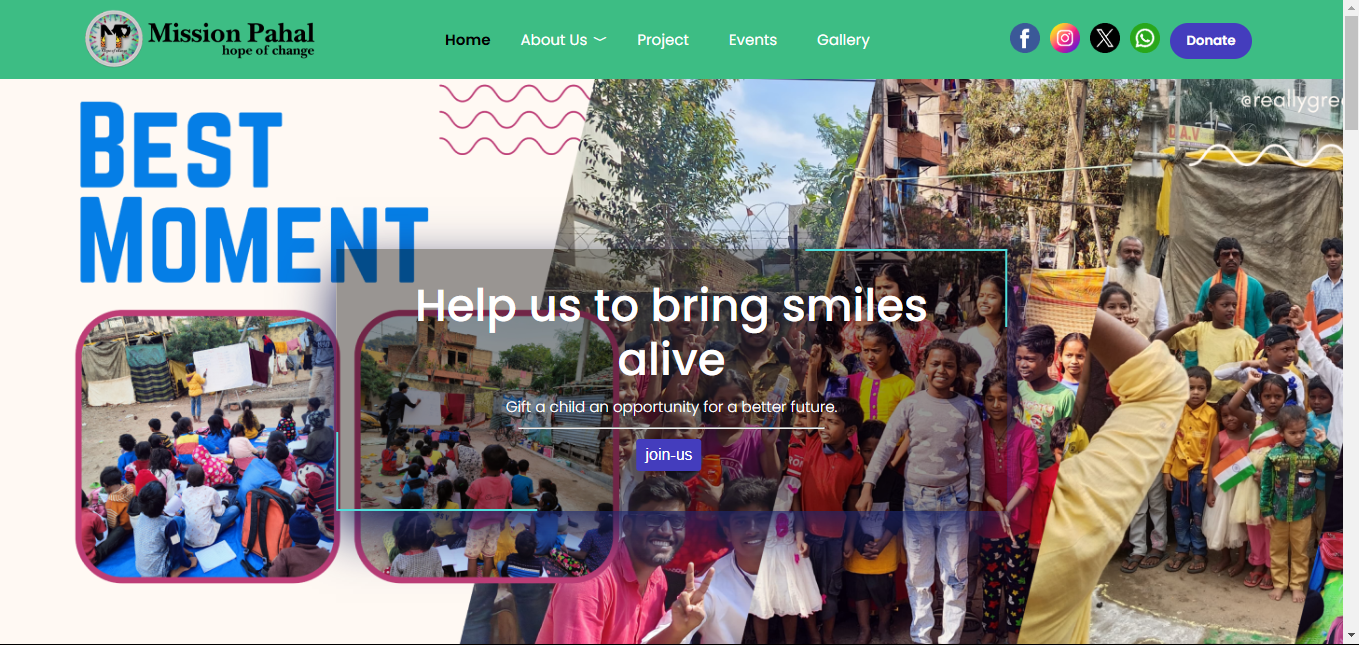 Mission Pahal
hope of change
Home
About Us
Project
Events
Gallery
Donate
@reallygree
BEST
MOMENT
D.A.V
Help us to bring smiles
alive
Gift a child an opportunity for a better future.
join-us